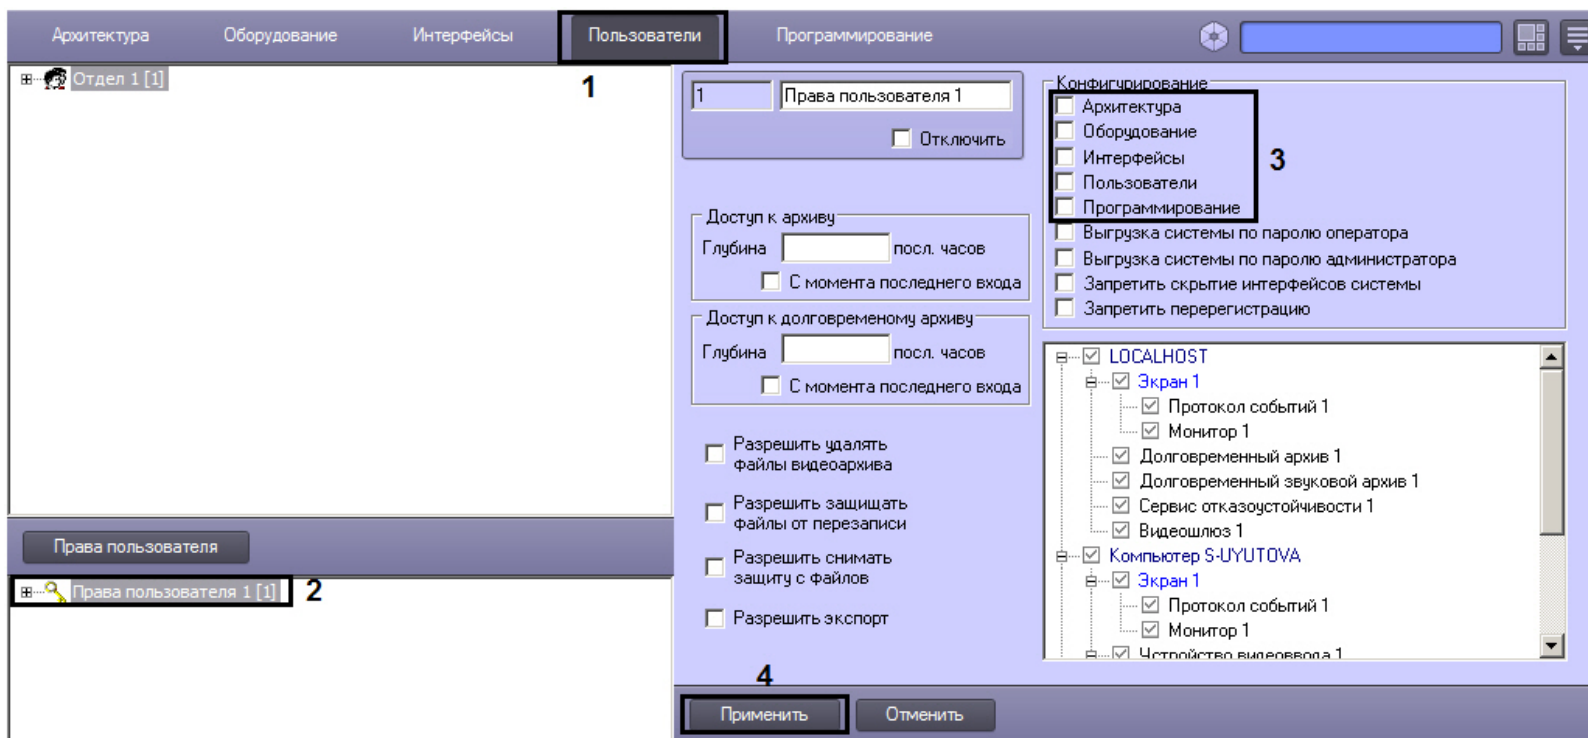 Архитектура
Оборудование
Интерфейсы
Пользователи
Программирование
1
Отдел 1 [1]
Права пользователя
Права пользователя 1 [1]
2
1
Права пользователя 1
Отключить
Доступ к архиву
Глубина
посл. часов
С момента последнего входа
Доступ к долговременому архиву
Глубина
посл. часов
С момента последнего входа
Разрешить удалять
файлы видеоархива
Разрешить защищать
файлы от перезаписи
Разрешить снимать
защиту с файлов
Разрешить экспорт
Конфигурирование
Архитектура
Оборудование
Интерфейсы
Пользователи
Программирование
3
Выгрузка системы по паролю оператора
Выгрузка системы по паролю администратора
Запретить скрытие интерфейсов системы
Запретить перерегистрацию
LOCALHOST
Экран 1
Протокол событий 1
Монитор 1
Долговременный архив 1
Долговременный звуковой архив 1
Сервис отказоустойчивости 1
Видеошлюз 1
Компьютер S-UYUTOVA
Экран 1
Протокол событий 1
Монитор 1
Устройство видеоввода 1
4
Применить
Отменить